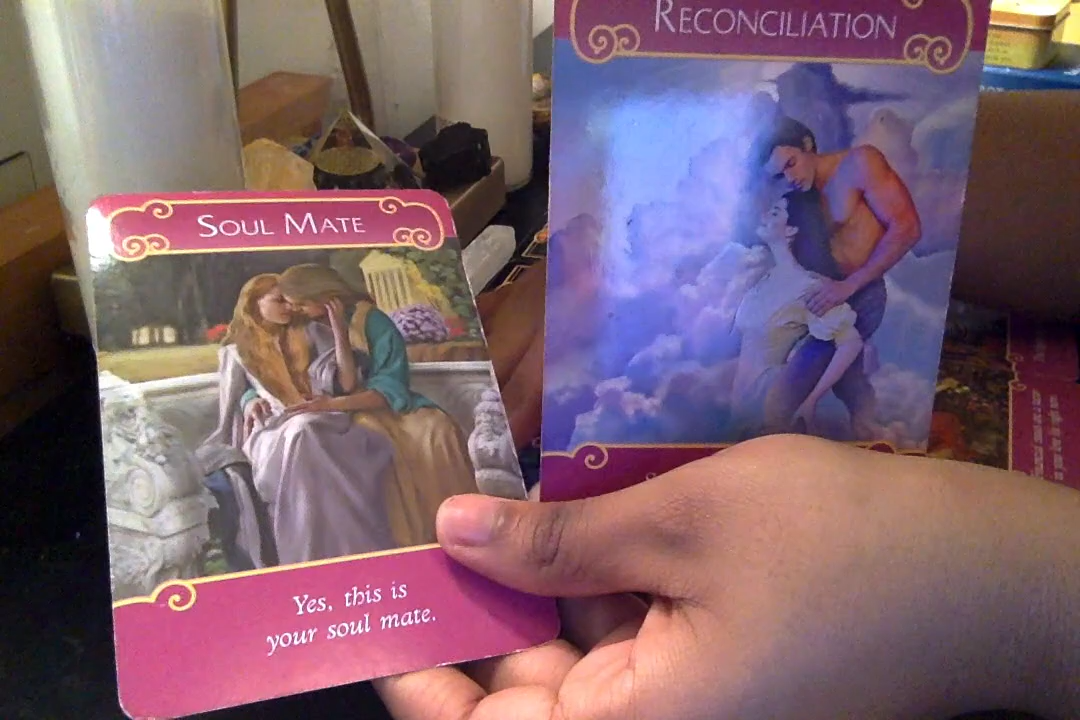 SOUL MATE
Yes, this is
your soul mate.
RECONCILIATION